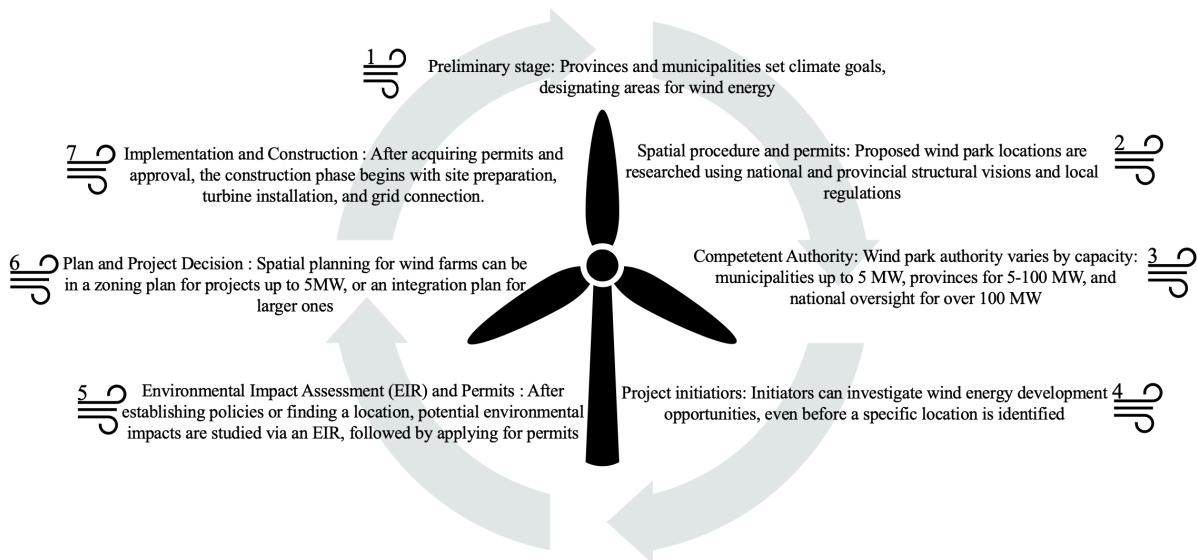 1
Preliminary stage: Provinces and municipalities set climate goals,
designating areas for wind energy
2
Spatial procedure and permits: Proposed wind park locations are
researched using national and provincial structural visions and local
regulations
3
Competetent Authority: Wind park authority varies by capacity:
municipalities up to 5 MW, provinces for 5-100 MW, and
national oversight for over 100 MW
4
Project initiatiors: Initiators can investigate wind energy development
opportunities, even before a specific location is identified
5
Environmental Impact Assessment (EIR) and Permits : After
establishing policies or finding a location, potential environmental
impacts are studied via an EIR, followed by applying for permits
6
Plan and Project Decision : Spatial planning for wind farms can be
in a zoning plan for projects up to 5MW, or an integration plan for
larger ones
7
Implementation and Construction : After acquiring permits and
approval, the construction phase begins with site preparation,
turbine installation, and grid connection.